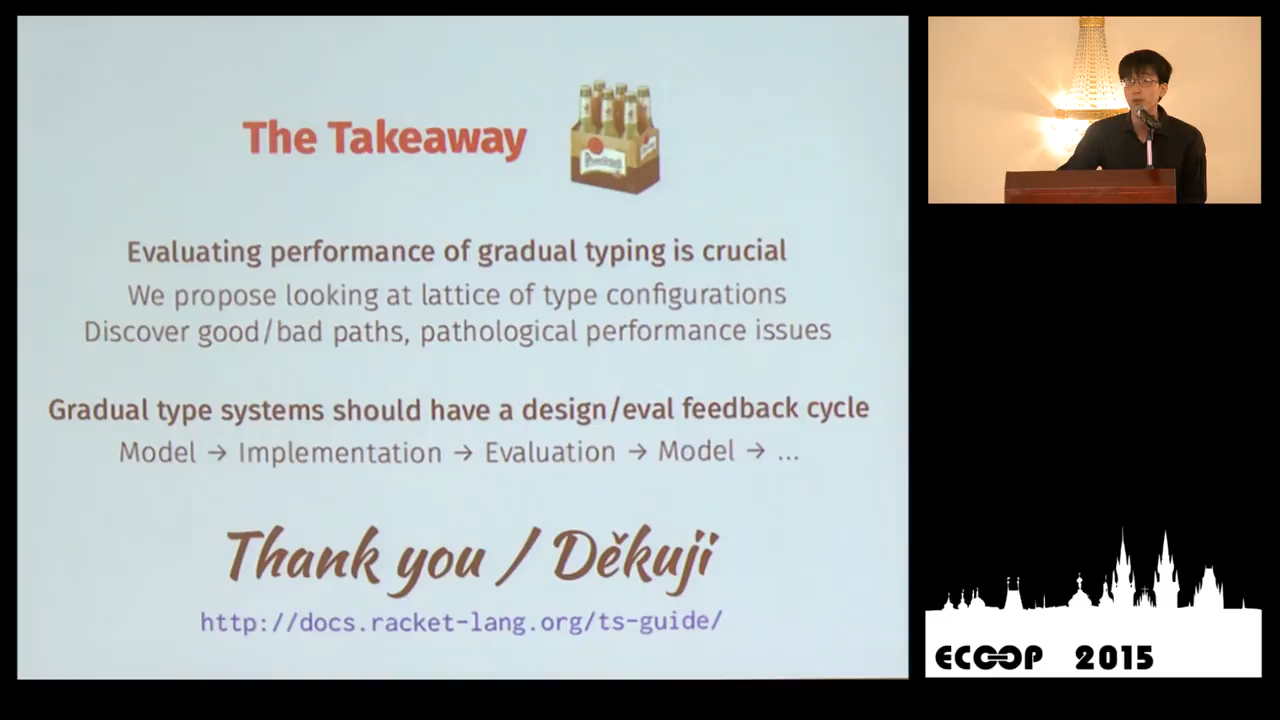 The Takeaway
Evaluating performance of gradual typing is crucial
We propose looking at lattice of type configurations
Discover good/bad paths, pathological performance issues
Gradual type systems should have a design/eval feedback cycle
Model → Implementation → Evaluation → Model → ...
Thank you / Děkuji
http://docs.racket-lang.org/ts-guide/
ECOOP 2015